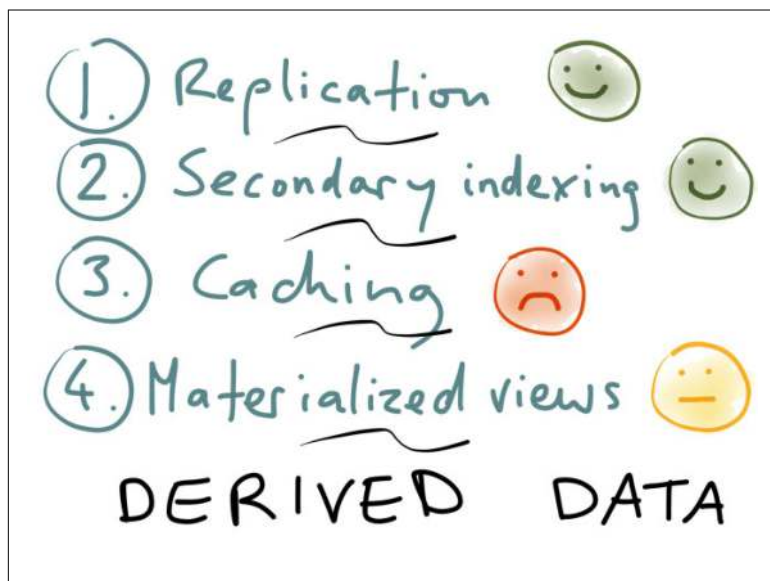 1. Replication
2. Secondary indexing
3. Caching
4. Materialized views
DERIVED DATA